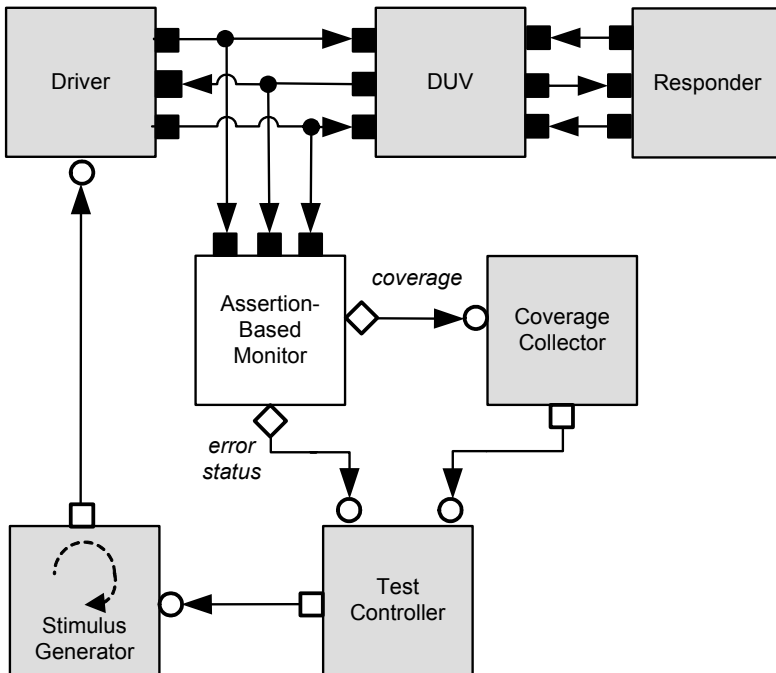 Driver
DUV
Responder
Assertion-
Based
Monitor
coverage
Coverage
Collector
error
status
Stimulus
Generator
Test
Controller